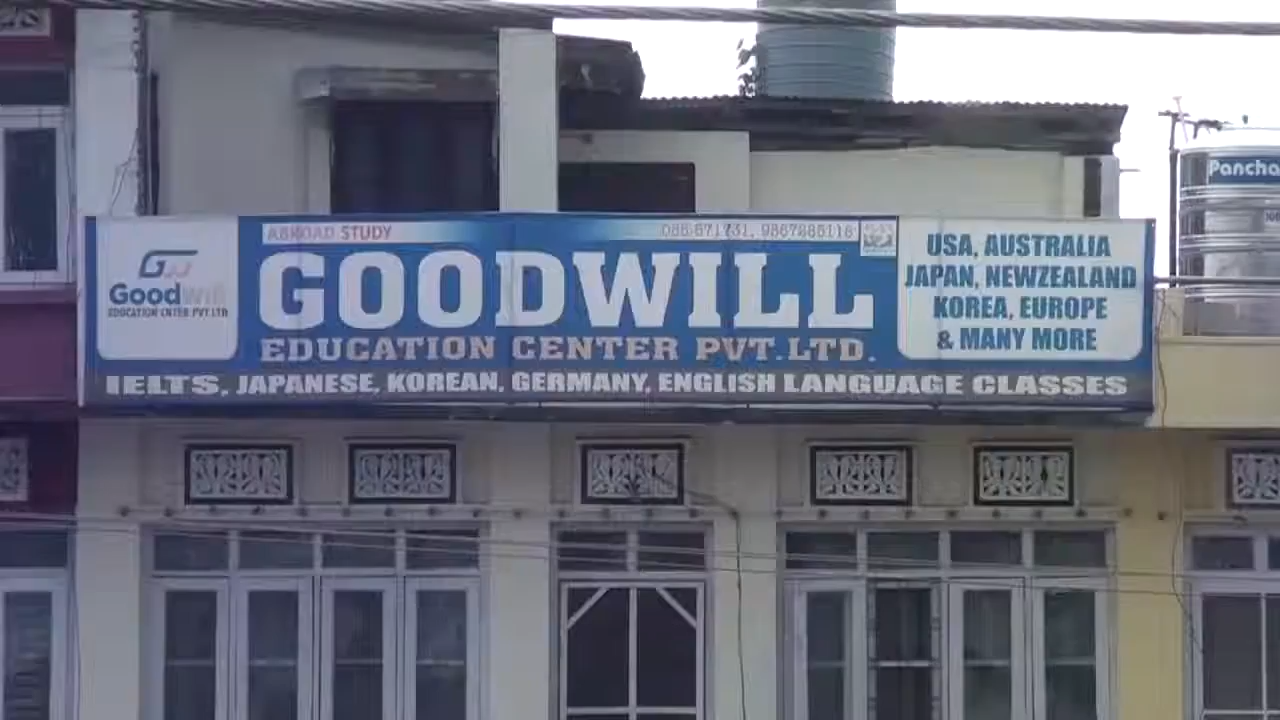 ABROAD STUDY
GOODWILL
EDUCATION CENTER PVT.LTD.
IELTS, JAPANESE, KOREAN, GERMANY, ENGLISH LANGUAGE CLASSES
Goodwill
EDUCATION CNTER PVT.LTD
USA, AUSTRALIA
JAPAN, NEWZEALAND
KOREA, EUROPE
& MANY MORE
Pancha